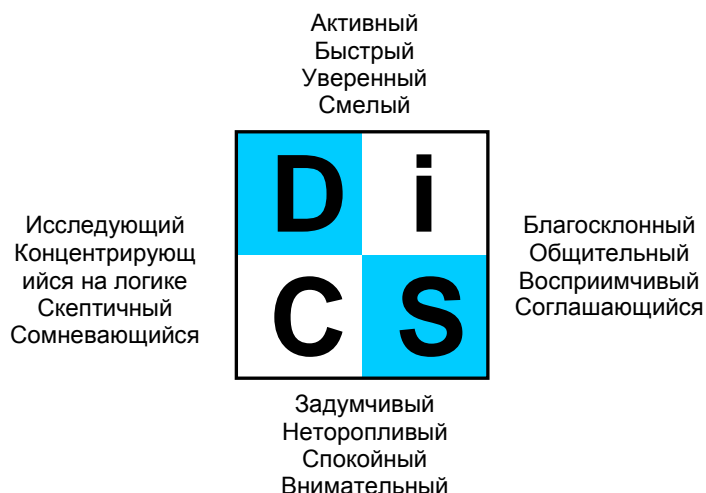 Активный
Быстрый
Уверенный
Смелый
D i
Исследующий
Концентрирующ
ийся на логике
Скептичный
Сомневающийся
Благосклонный
Общительный
Восприимчивый
Соглашающийся
C S
Задумчивый
Неторопливый
Спокойный
Внимательный